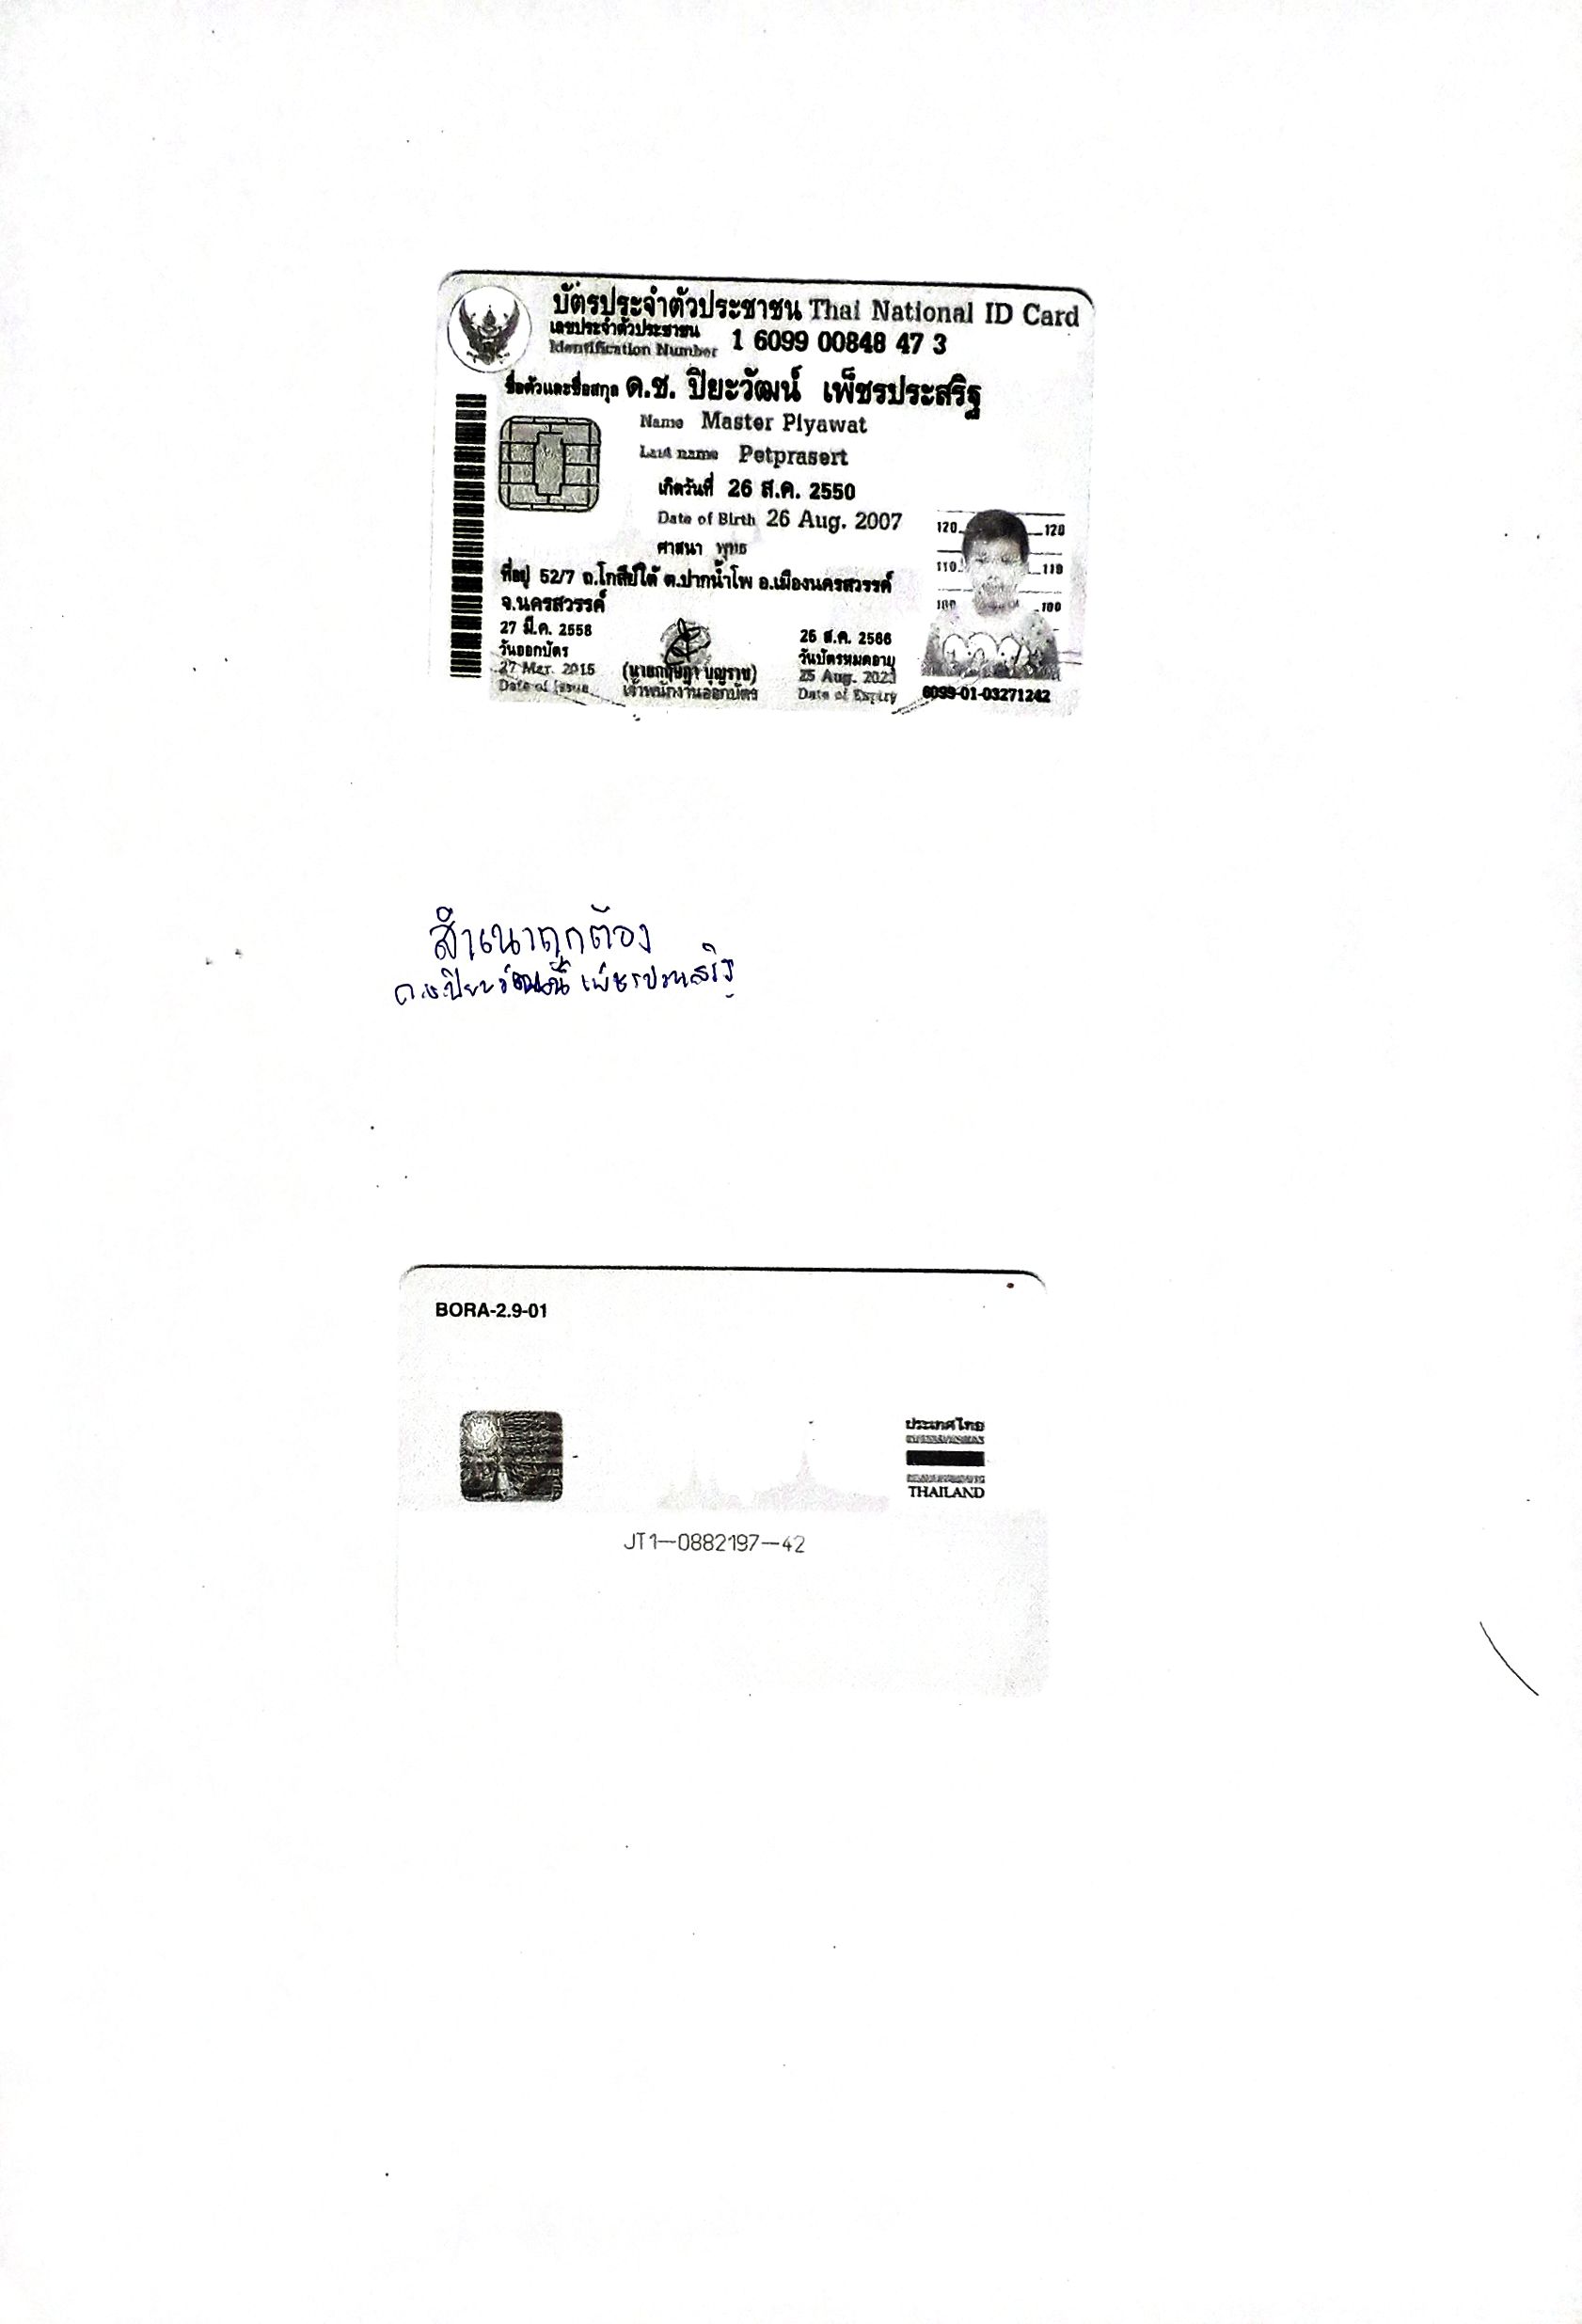 บัตรประจำตัวประชาชน Thai National ID Card
เลขประจำตัวประชาชน
Identification Number 1 6099 00848 47 3
ชื่อตัวและชื่อสกุล ด.ช. ปิยะวัฒน์ เพ็ชรประสริฐ
Name Master Piyawat
Last name Petprasert
เกิดวันที่ 26 ส.ค. 2550
Date of Birth 26 Aug. 2007
ศาสนา พุทธ
ที่อยู่ 52/7 ถ.โกสีย์ใต้ ต.ปากน้ำโพ อ.เมืองนครสวรรค์
จ.นครสวรรค์
120 120
110 110
100 100
27 มี.ค. 2558
วันออกบัตร
27 Mar. 2015
Date of Issue
(นายกฤษฎา บุญราช)
เจ้าพนักงานออกบัตร
25 ส.ค. 2566
วันบัตรหมดอายุ
25 Aug. 2023
Date of Expiry
6099-01-03271242
สำเนาถูกต้อง
ด.ช.ปิยะวัฒน์ เพ็ชรประสริฐ
BORA-2.9-01
ประเทศไทย
THAILAND
JT1-0882197-42